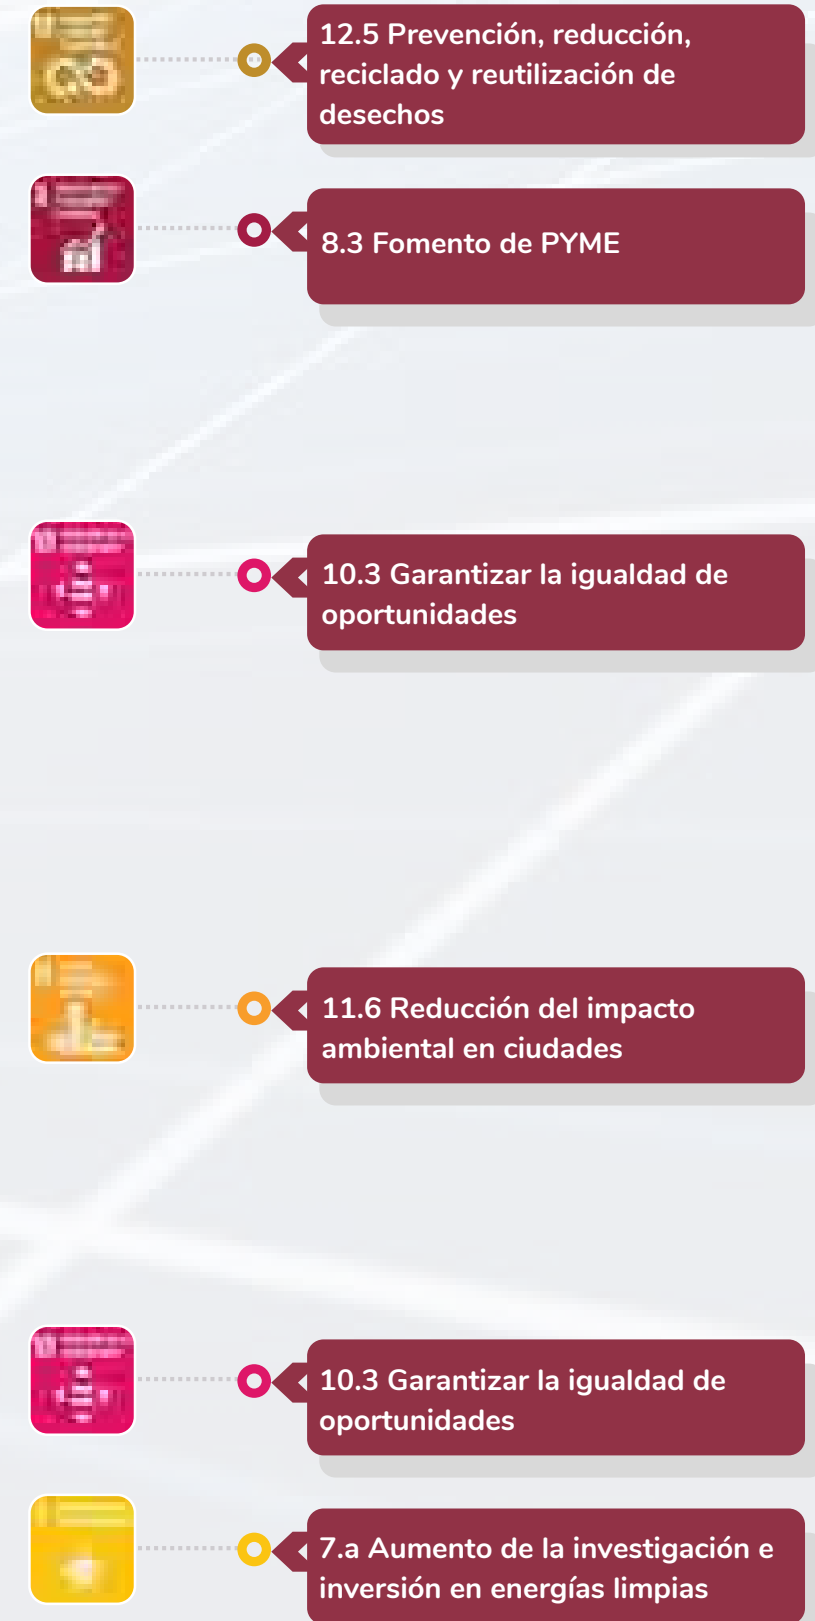 12.5 Prevención, reducción,
reciclado y reutilización de
desechos
8.3 Fomento de PYME
10.3 Garantizar la igualdad de
oportunidades
11.6 Reducción del impacto
ambiental en ciudades
10.3 Garantizar la igualdad de
oportunidades
7.a Aumento de la investigación e
inversión en energías limpias